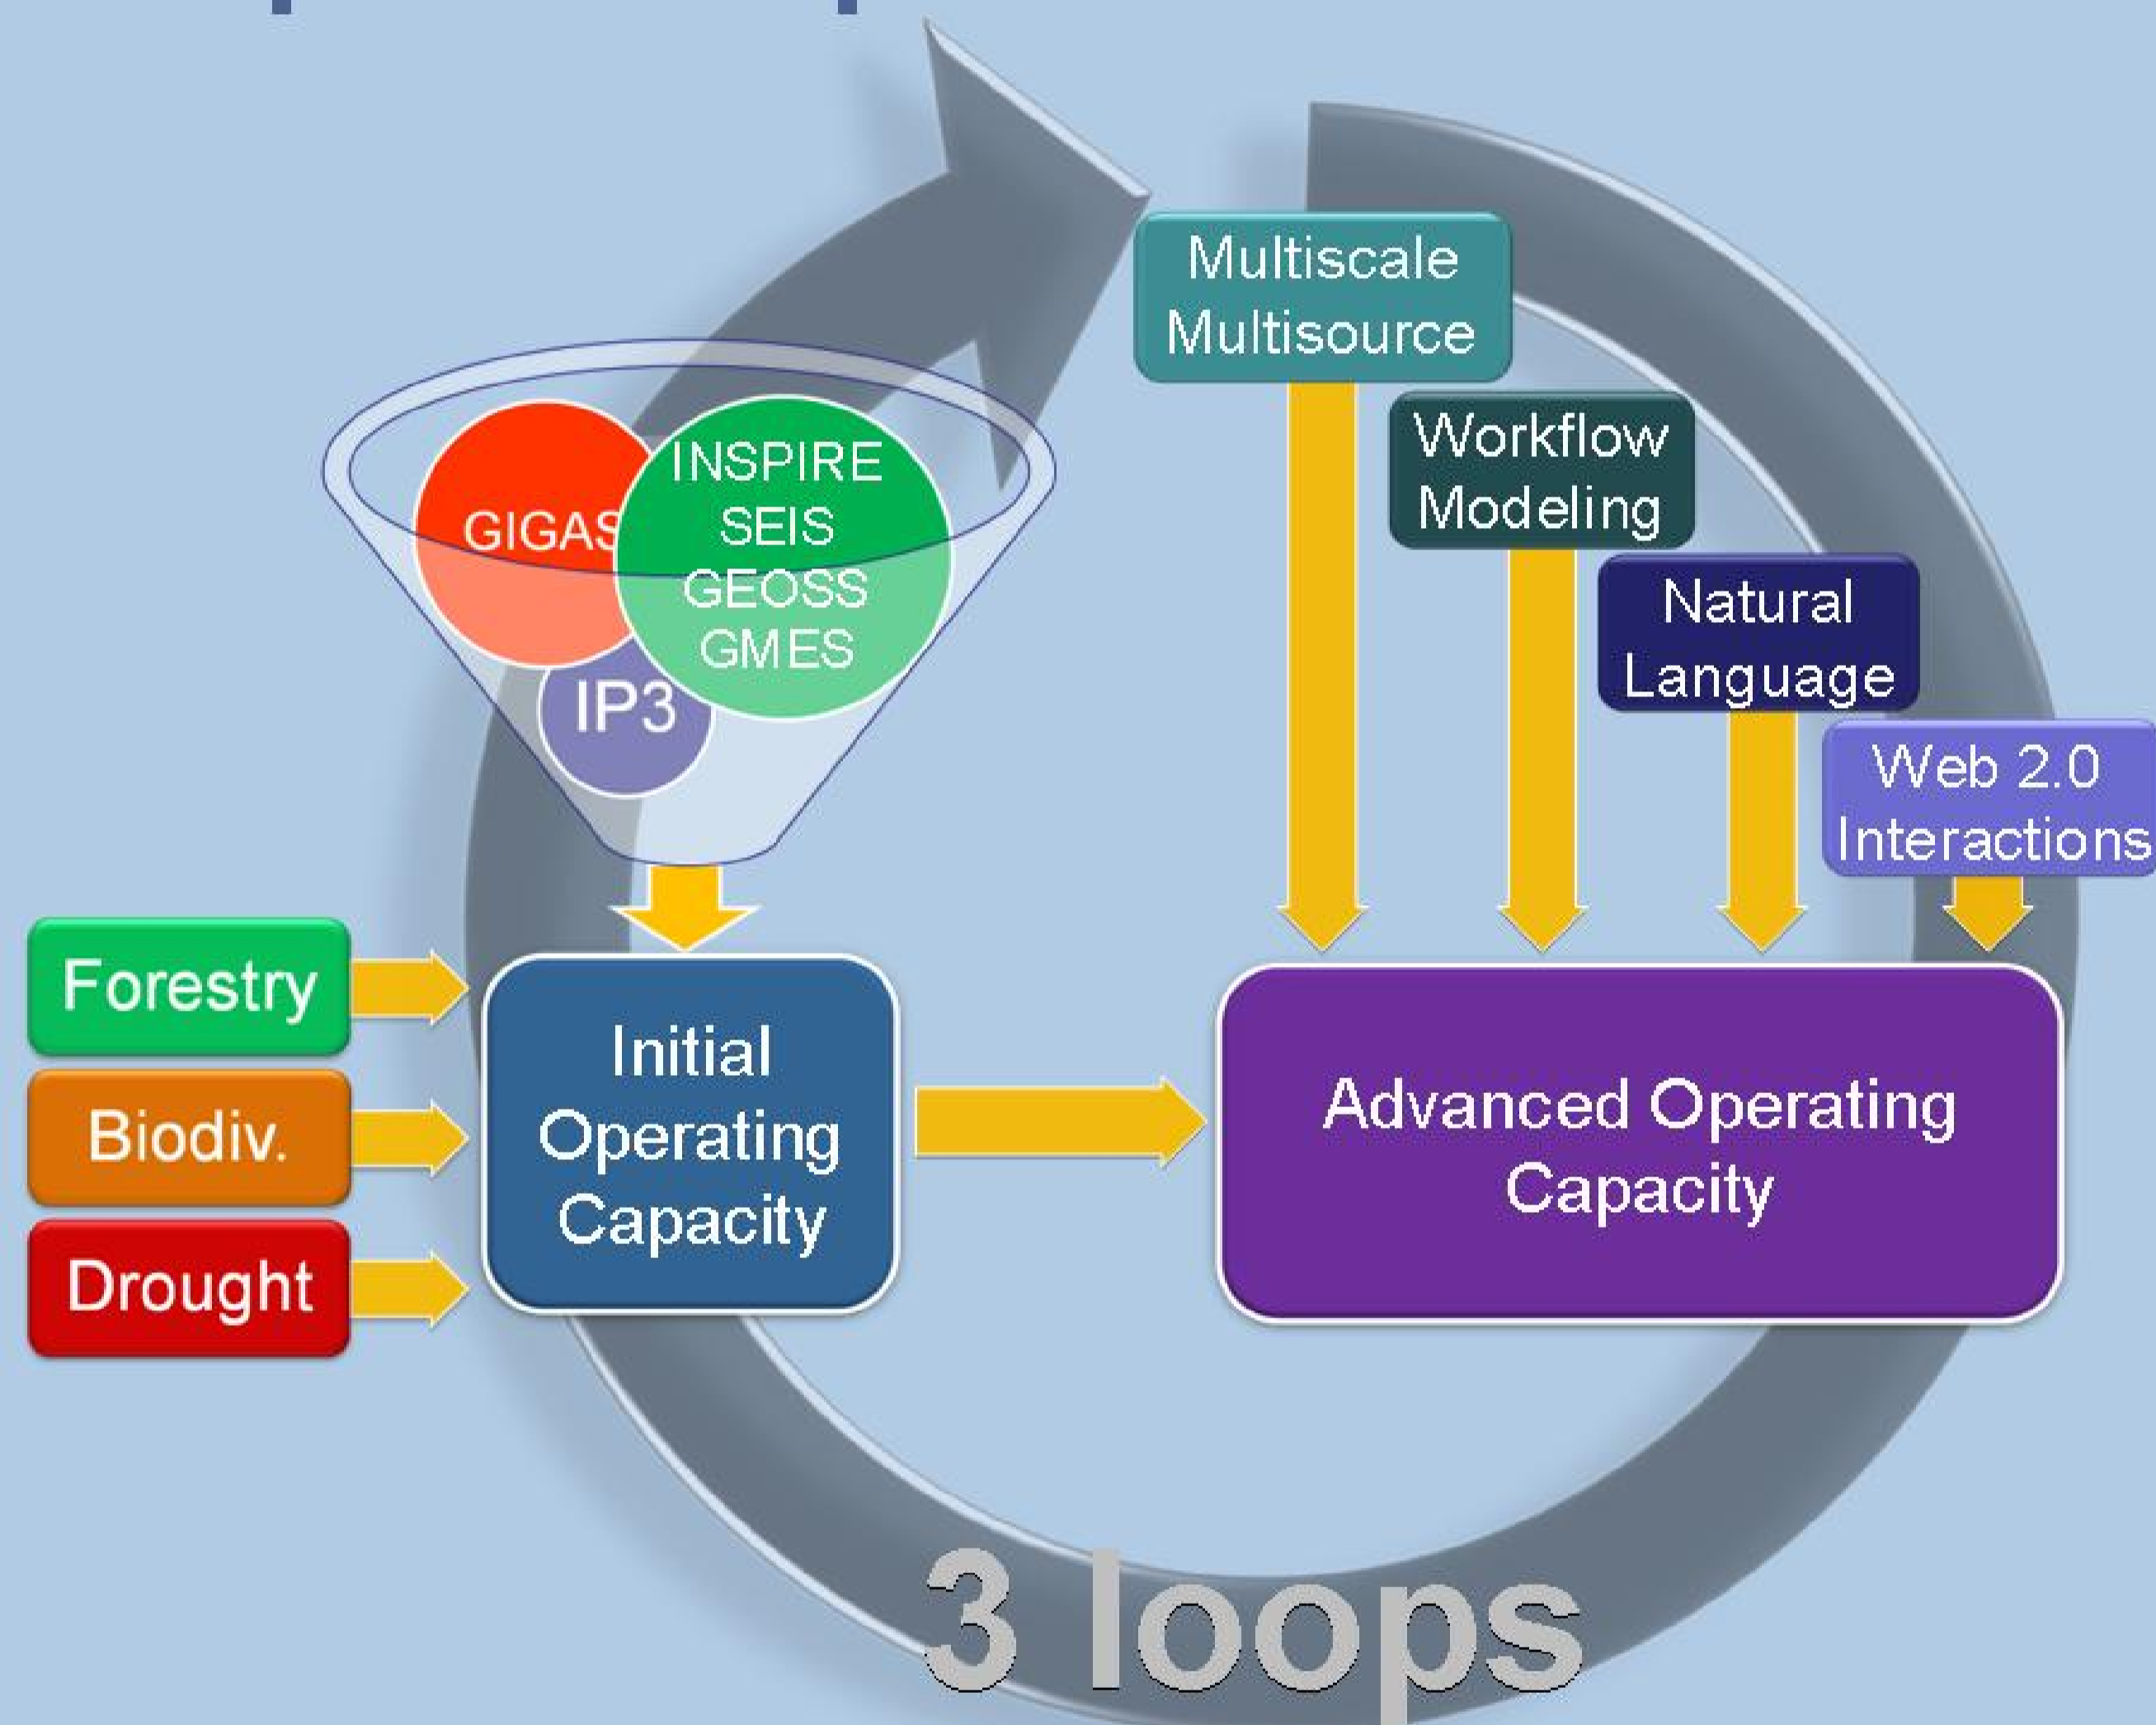 Multiscale
Multisource
Workflow
Modeling
Natural
Language
Web 2.0
Interactions
GIGAS
INSPIRE
SEIS
GEOSS
GMES
IP3
Forestry
Biodiv.
Drought
Initial
Operating
Capacity
Advanced Operating
Capacity
3 loops